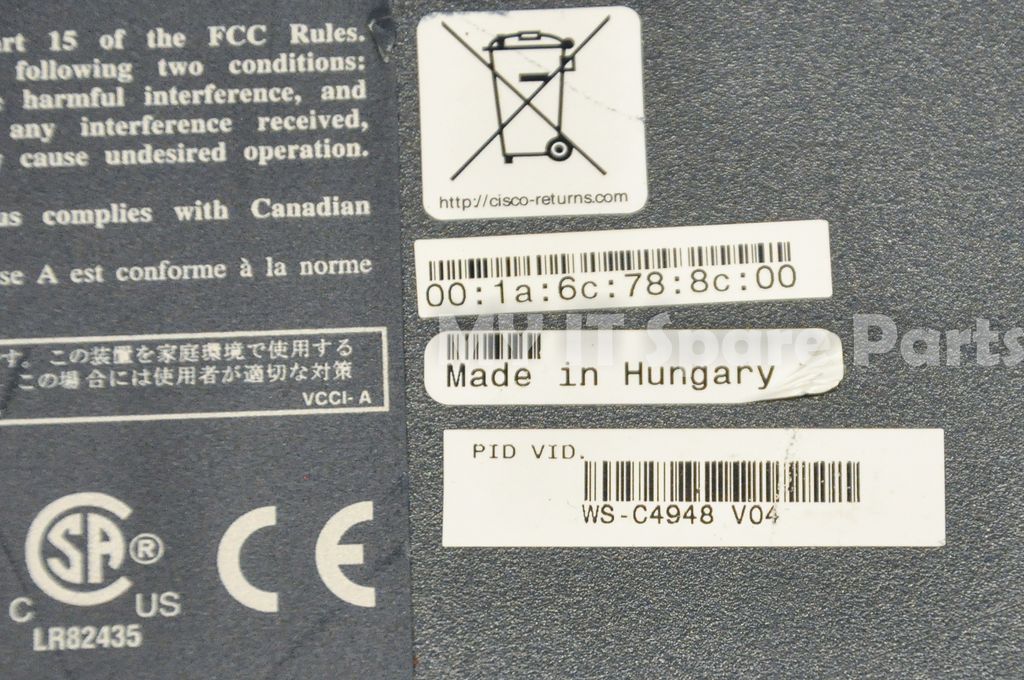 art 15 of the FCC Rules.
following two conditions:
harmful interference, and
any interference received,
cause undesired operation.
us complies with Canadian
se A est conforme à la norme
す。この装置を家庭環境で使用する
この場合には使用者が適切な対策
VCCI- A
C
SA
®
US
LR82435
CE
http://cisco-returns.com
00:1a:6c:78:8c:00
MH IT Spare Parts
Made in Hungary
PID VID.
WS-C4948 V04